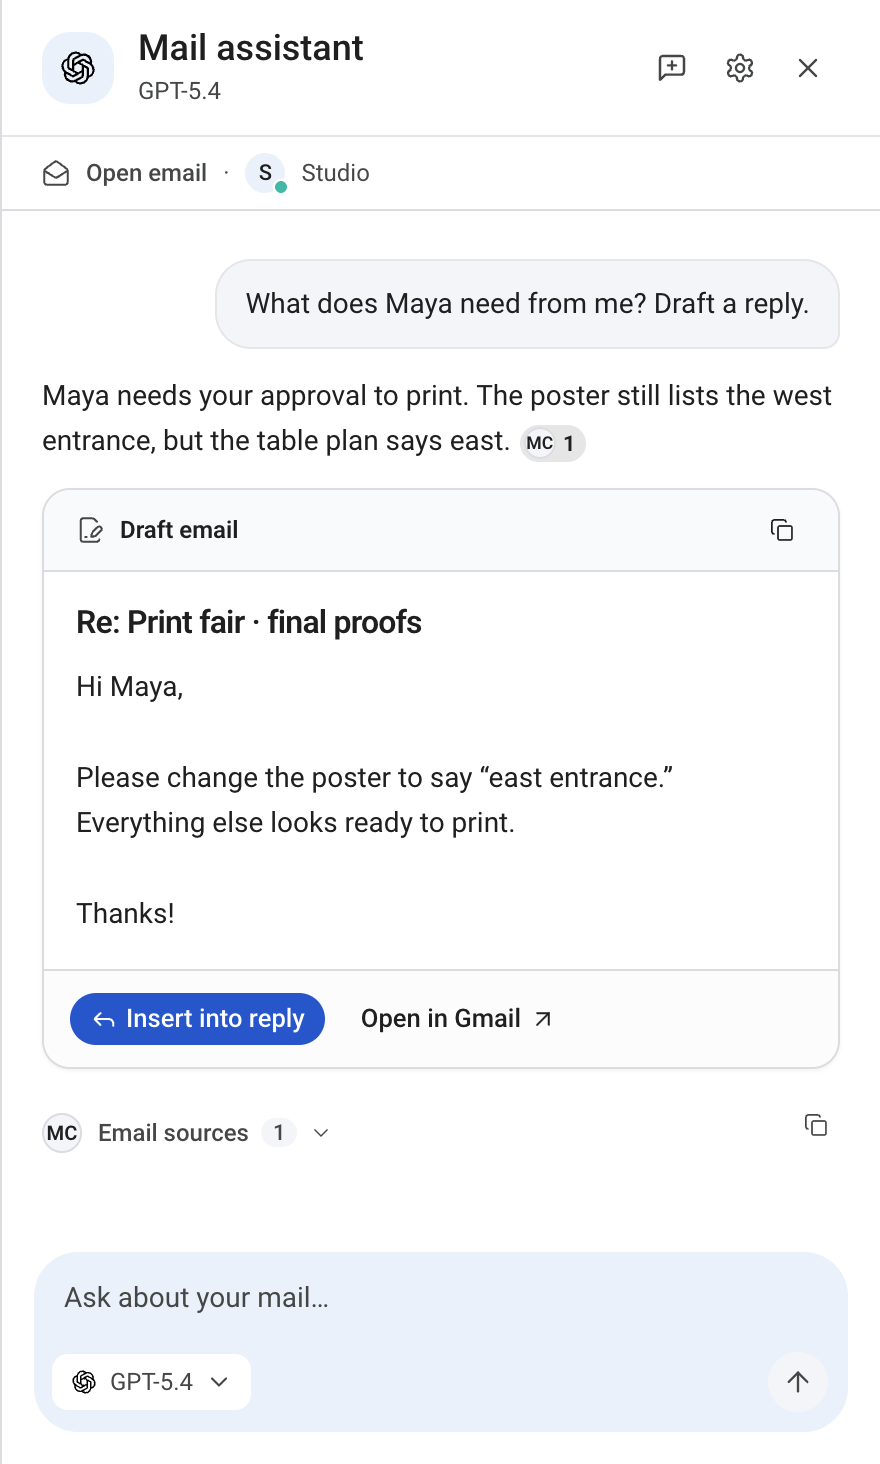 Mail assistant
GPT-5.4
Open email · S Studio
What does Maya need from me? Draft a reply.
Maya needs your approval to print. The poster still lists the west
entrance, but the table plan says east. MC 1
Draft email
Re: Print fair · final proofs
Hi Maya,
Please change the poster to say “east entrance.”
Everything else looks ready to print.
Thanks!
Insert into reply
Open in Gmail
MC Email sources 1
Ask about your mail…
GPT-5.4